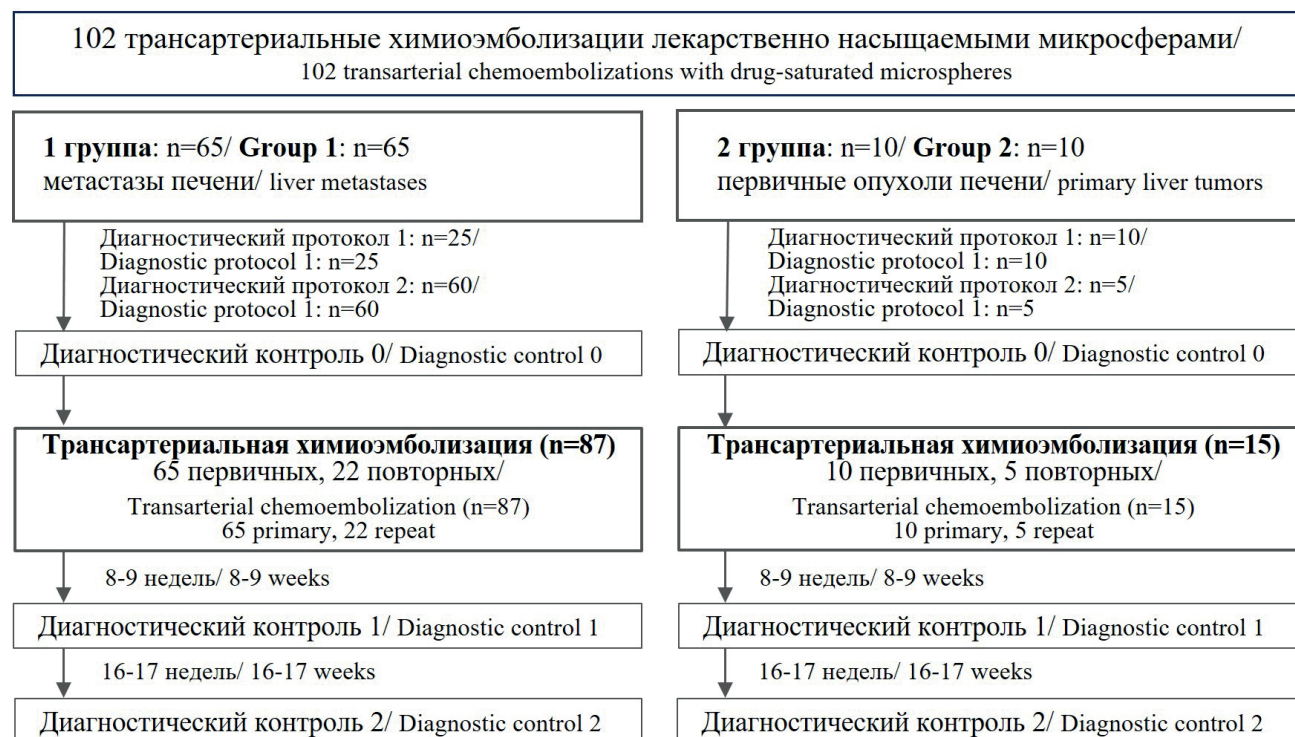 102 трансартериальные химиоэмболизации лекарственно насыщаемыми микросферами/
102 transarterial chemoembolizations with drug-saturated microspheres
1 группа: n=65/ Group 1: n=65
метастазы печени/ liver metastases
Диагностический протокол 1: n=25/
Diagnostic protocol 1: n=25
Диагностический протокол 2: n=60/
Diagnostic protocol 1: n=60
Диагностический контроль 0/ Diagnostic control 0
Трансартериальная химиоэмболизация (n=87)
65 первичных, 22 повторных/
Transarterial chemoembolization (n=87)
65 primary, 22 repeat
8-9 недель/ 8-9 weeks
Диагностический контроль 1/ Diagnostic control 1
16-17 недель/ 16-17 weeks
Диагностический контроль 2/ Diagnostic control 2
2 группа: n=10/ Group 2: n=10
первичные опухоли печени/ primary liver tumors
Диагностический протокол 1: n=10/
Diagnostic protocol 1: n=10
Диагностический протокол 2: n=5/
Diagnostic protocol 1: n=5
Диагностический контроль 0/ Diagnostic control 0
Трансартериальная химиоэмболизация (n=15)
10 первичных, 5 повторных/
Transarterial chemoembolization (n=15)
10 primary, 5 repeat
8-9 недель/ 8-9 weeks
Диагностический контроль 1/ Diagnostic control 1
16-17 недель/ 16-17 weeks
Диагностический контроль 2/ Diagnostic control 2